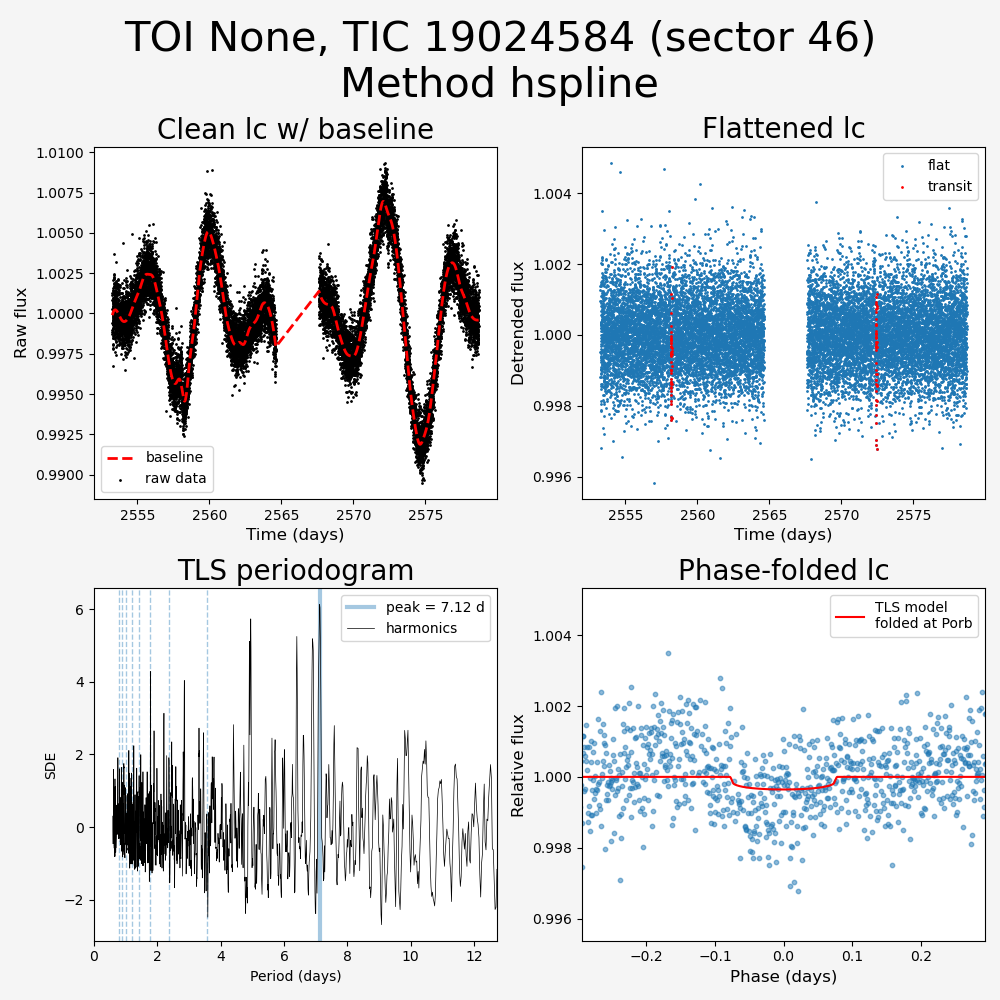 TOI None, TIC 19024584 (sector 46)
Method hspline
Clean lc w/ baseline
1.0100
1.0075
1.0050
1.0025
1.0000
0.9975
0.9950
0.9925
0.9900
Raw flux
baseline
raw data
2555
2560
2565
2570
2575
Time (days)
Flattened lc
1.004
1.002
1.000
0.998
0.996
Detrended flux
flat
transit
2555
2560
2565
2570
2575
Time (days)
TLS periodogram
6
4
2
0
−2
SDE
peak = 7.12 d
harmonics
0
2
4
6
8
10
12
Period (days)
Phase-folded lc
1.004
1.002
1.000
0.998
0.996
Relative flux
TLS model
folded at Porb
−0.2
−0.1
0.0
0.1
0.2
Phase (days)